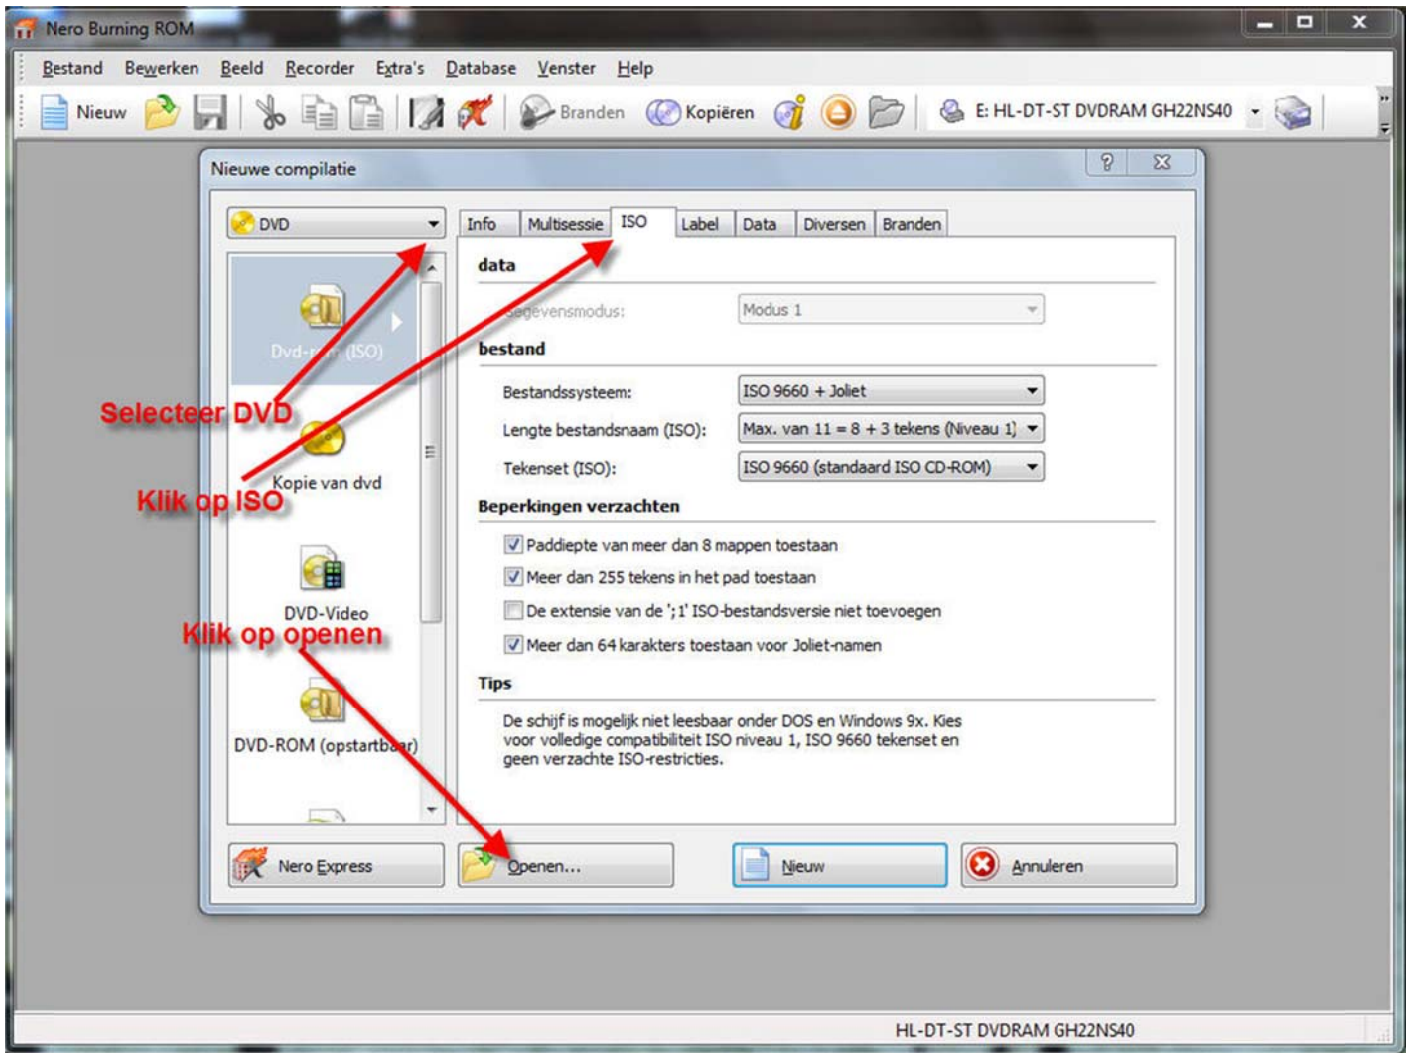 Nero Burning ROM
Bestand Bewerken Beeld Recorder Extra's Database Venster Help
Nieuw Branden Kopiëren E: HL-DT-ST DVDRAM GH22NS40
Nieuwe compilatie
DVD
Info Multisessie ISO Label Data Diversen Branden
data
Gegevensmodus: Modus 1
Dvd-rom (ISO)
bestand
Bestandssysteem: ISO 9660 + Joliet
Selecteer DVD
Lengte bestandsnaam (ISO): Max. van 11 = 8 + 3 tekens (Niveau 1)
Tekenset (ISO): ISO 9660 (standaard ISO CD-ROM)
Kopie van dvd
Klik op ISO
Beperkingen verzachten
Paddiepte van meer dan 8 mappen toestaan
Meer dan 255 tekens in het pad toestaan
De extensie van de ';1' ISO-bestandsversie niet toevoegen
DVD-Video
Klik op openen
Meer dan 64 karakters toestaan voor Joliet-namen
Tips
De schijf is mogelijk niet leesbaar onder DOS en Windows 9x. Kies
voor volledige compatibiliteit ISO niveau 1, ISO 9660 tekenset en
geen verzachte ISO-restricties.
DVD-ROM (opstartbaar)
Nero Express Openen... Nieuw Annuleren
HL-DT-ST DVDRAM GH22NS40